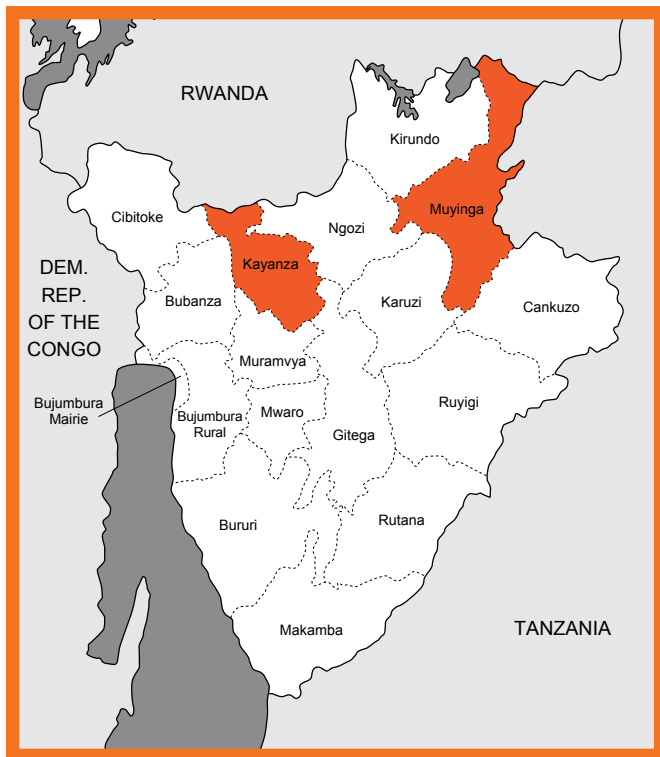 RWANDA
Kirundo
Cibitoke
Muyinga
Ngozi
Kayanza
DEM.
REP.
OF THE
CONGO
Bubanza
Karuzi
Cankuzo
Muramvya
Bujumbura
Mairie
Bujumbura
Rural
Mwaro
Gitega
Ruyigi
Bururi
Rutana
Makamba
TANZANIA